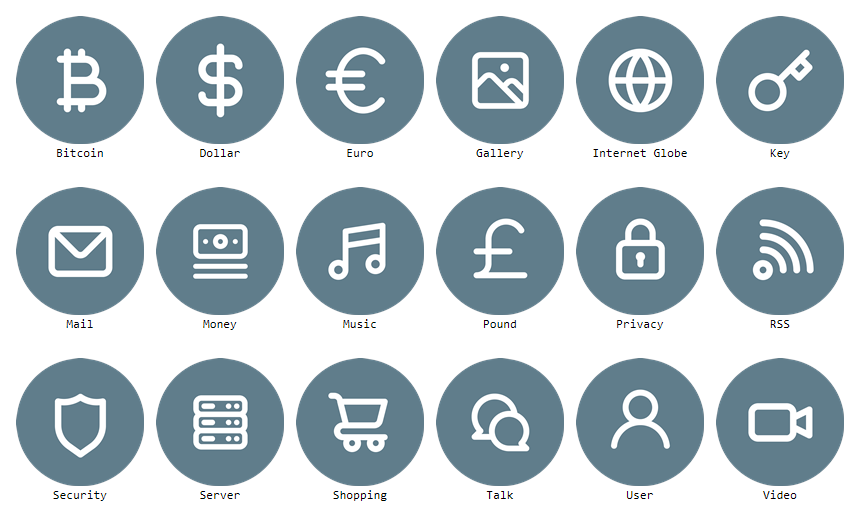 Bitcoin
Dollar
Euro
Gallery
Internet Globe
Key
Mail
Money
Music
Pound
Privacy
RSS
Security
Server
Shopping
Talk
User
Video